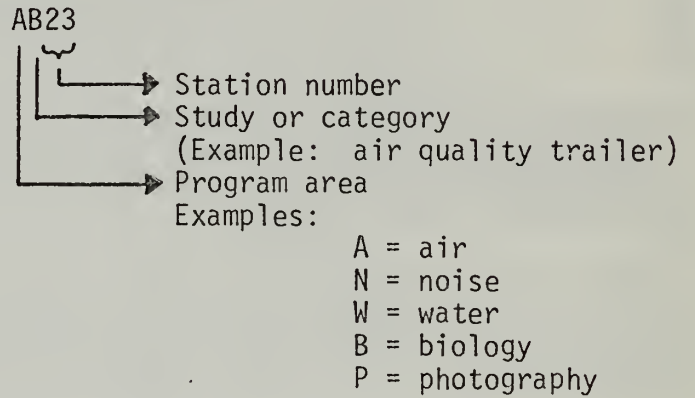 AB23
Station number
Study or category
(Example: air quality trailer)
Program area
Examples:
A = air
N = noise
W = water
B = biology
P = photography